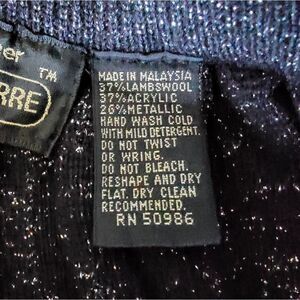 er
TM
RRE
MADE IN MALAYSIA
37% LAMBSWOOL
37% ACRYLIC
26% METALLIC
HAND WASH COLD
WITH MILD DETERGENT.
DO NOT TWIST
OR WRING.
DO NOT BLEACH.
RESHAPE AND DRY
FLAT. DRY CLEAN
RECOMMENDED.
RN 50986